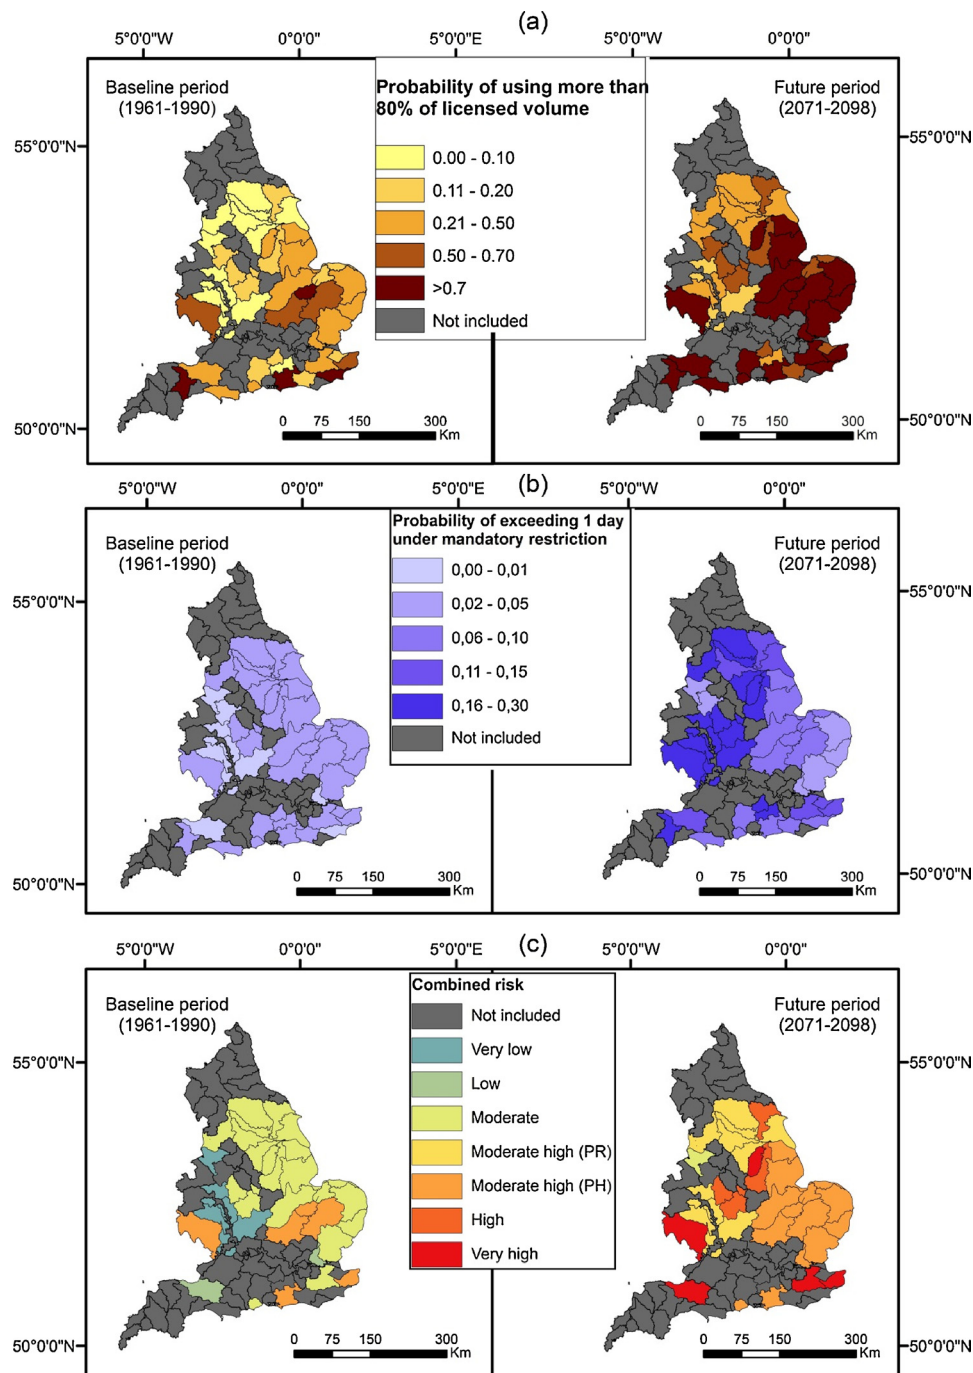 (a)
5°0'0"W 0°0'0" 5°0'0"E 5°0'0"W 0°0'0"
Baseline period
(1961-1990)
Probability of using more than
80% of licensed volume
0.00 - 0.10
0.11 - 0.20
0.21 - 0.50
0.50 - 0.70
>0.7
Not included
Future period
(2071-2098)
55°0'0"N 55°0'0"N
50°0'0"N 50°0'0"N
0 75 150 300
Km
0 75 150 300
Km
(b)
5°0'0"W 0°0'0" 5°0'0"E 5°0'0"W 0°0'0"
Baseline period
(1961-1990)
Probability of exceeding 1 day
under mandatory restriction
0,00 - 0,01
0,02 - 0,05
0,06 - 0,10
0,11 - 0,15
0,16 - 0,30
Not included
Future period
(2071-2098)
55°0'0"N 55°0'0"N
50°0'0"N 50°0'0"N
0 75 150 300
Km
0 75 150 300
Km
(c)
5°0'0"W 0°0'0" 5°0'0"E 5°0'0"W 0°0'0"
Baseline period
(1961-1990)
Combined risk
Not included
Very low
Low
Moderate
Moderate high (PR)
Moderate high (PH)
High
Very high
Future period
(2071-2098)
55°0'0"N 55°0'0"N
50°0'0"N 50°0'0"N
0 75 150 300
Km
0 75 150 300
Km